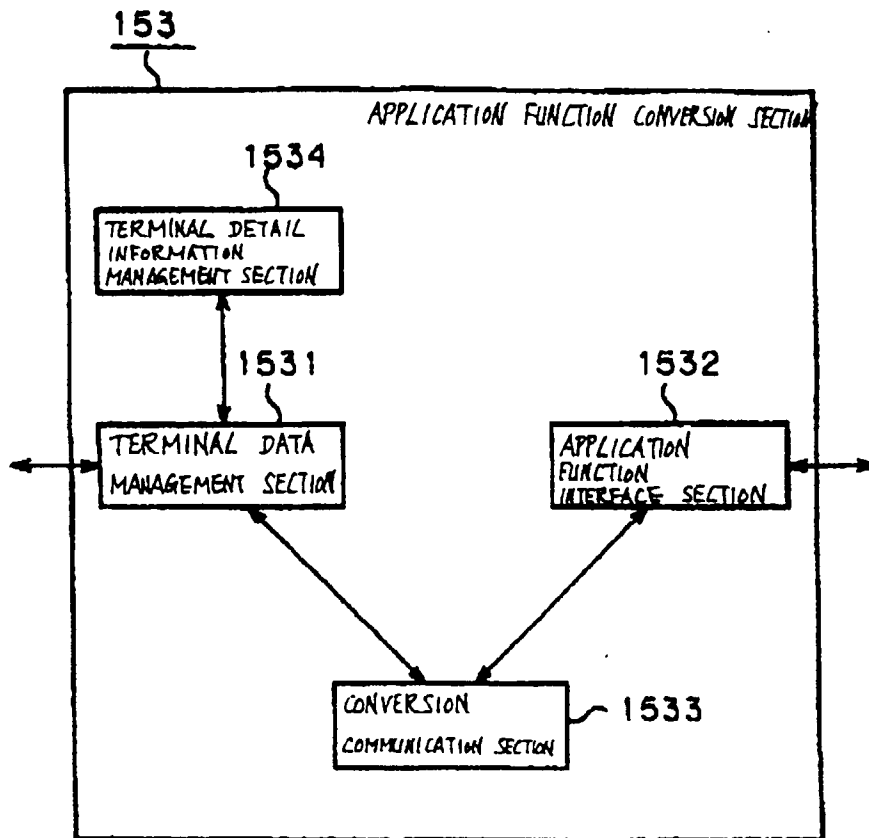 153
APPLICATION FUNCTION CONVERSION SECTION
1534
TERMINAL DETAIL
INFORMATION
MANAGEMENT SECTION
1531
TERMINAL DATA
MANAGEMENT SECTION
1532
APPLICATION
FUNCTION
INTERFACE SECTION
CONVERSION
COMMUNICATION SECTION
1533